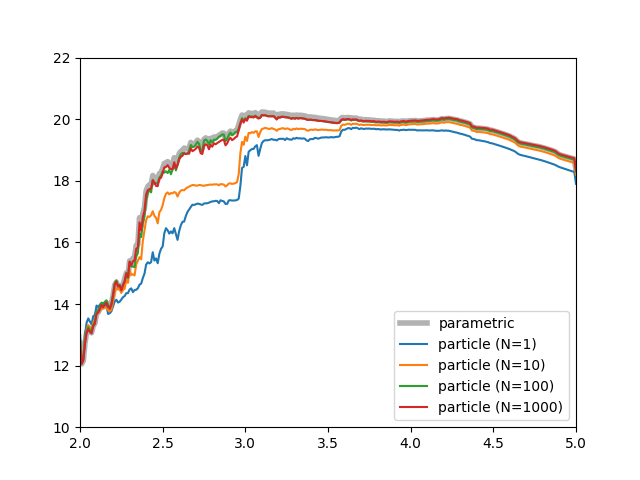 22
20
18
16
14
12
10
2.0 2.5 3.0 3.5 4.0 4.5 5.0
parametric
particle (N=1)
particle (N=10)
particle (N=100)
particle (N=1000)